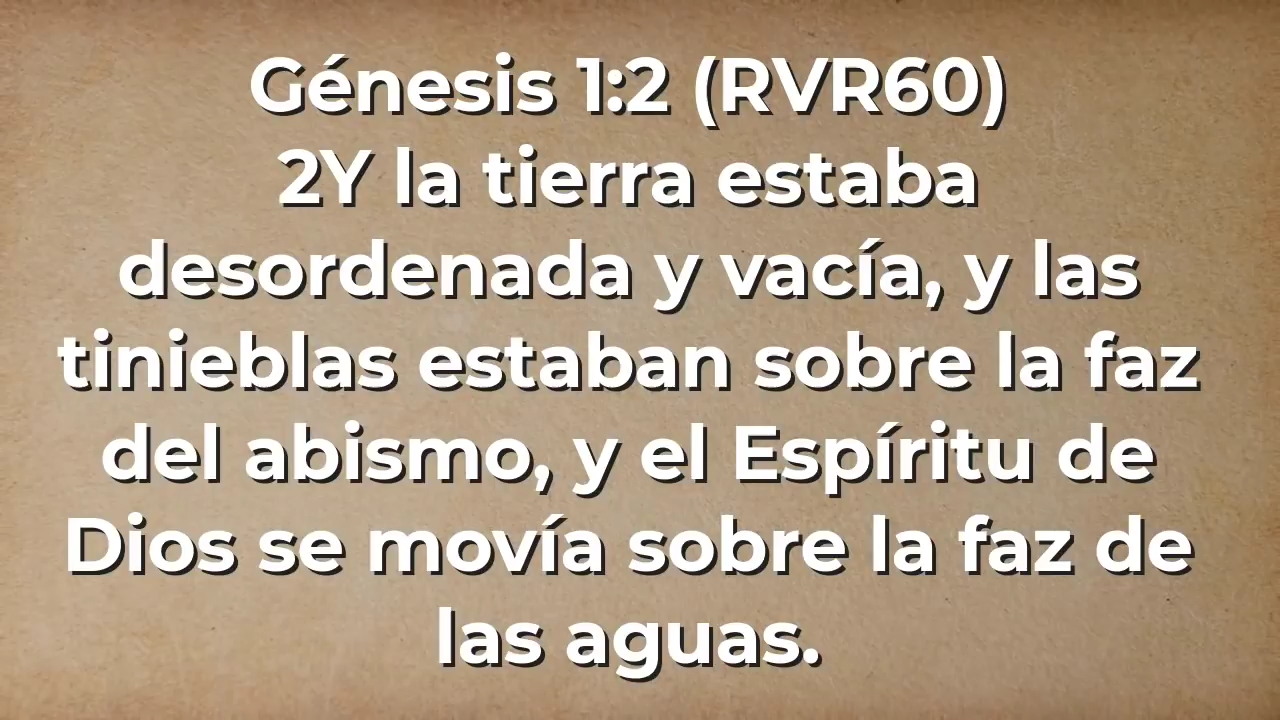 Génesis 1:2 (RVR60)
2Y la tierra estaba
desordenada y vacía, y las
tinieblas estaban sobre la faz
del abismo, y el Espíritu de
Dios se movía sobre la faz de
las aguas.